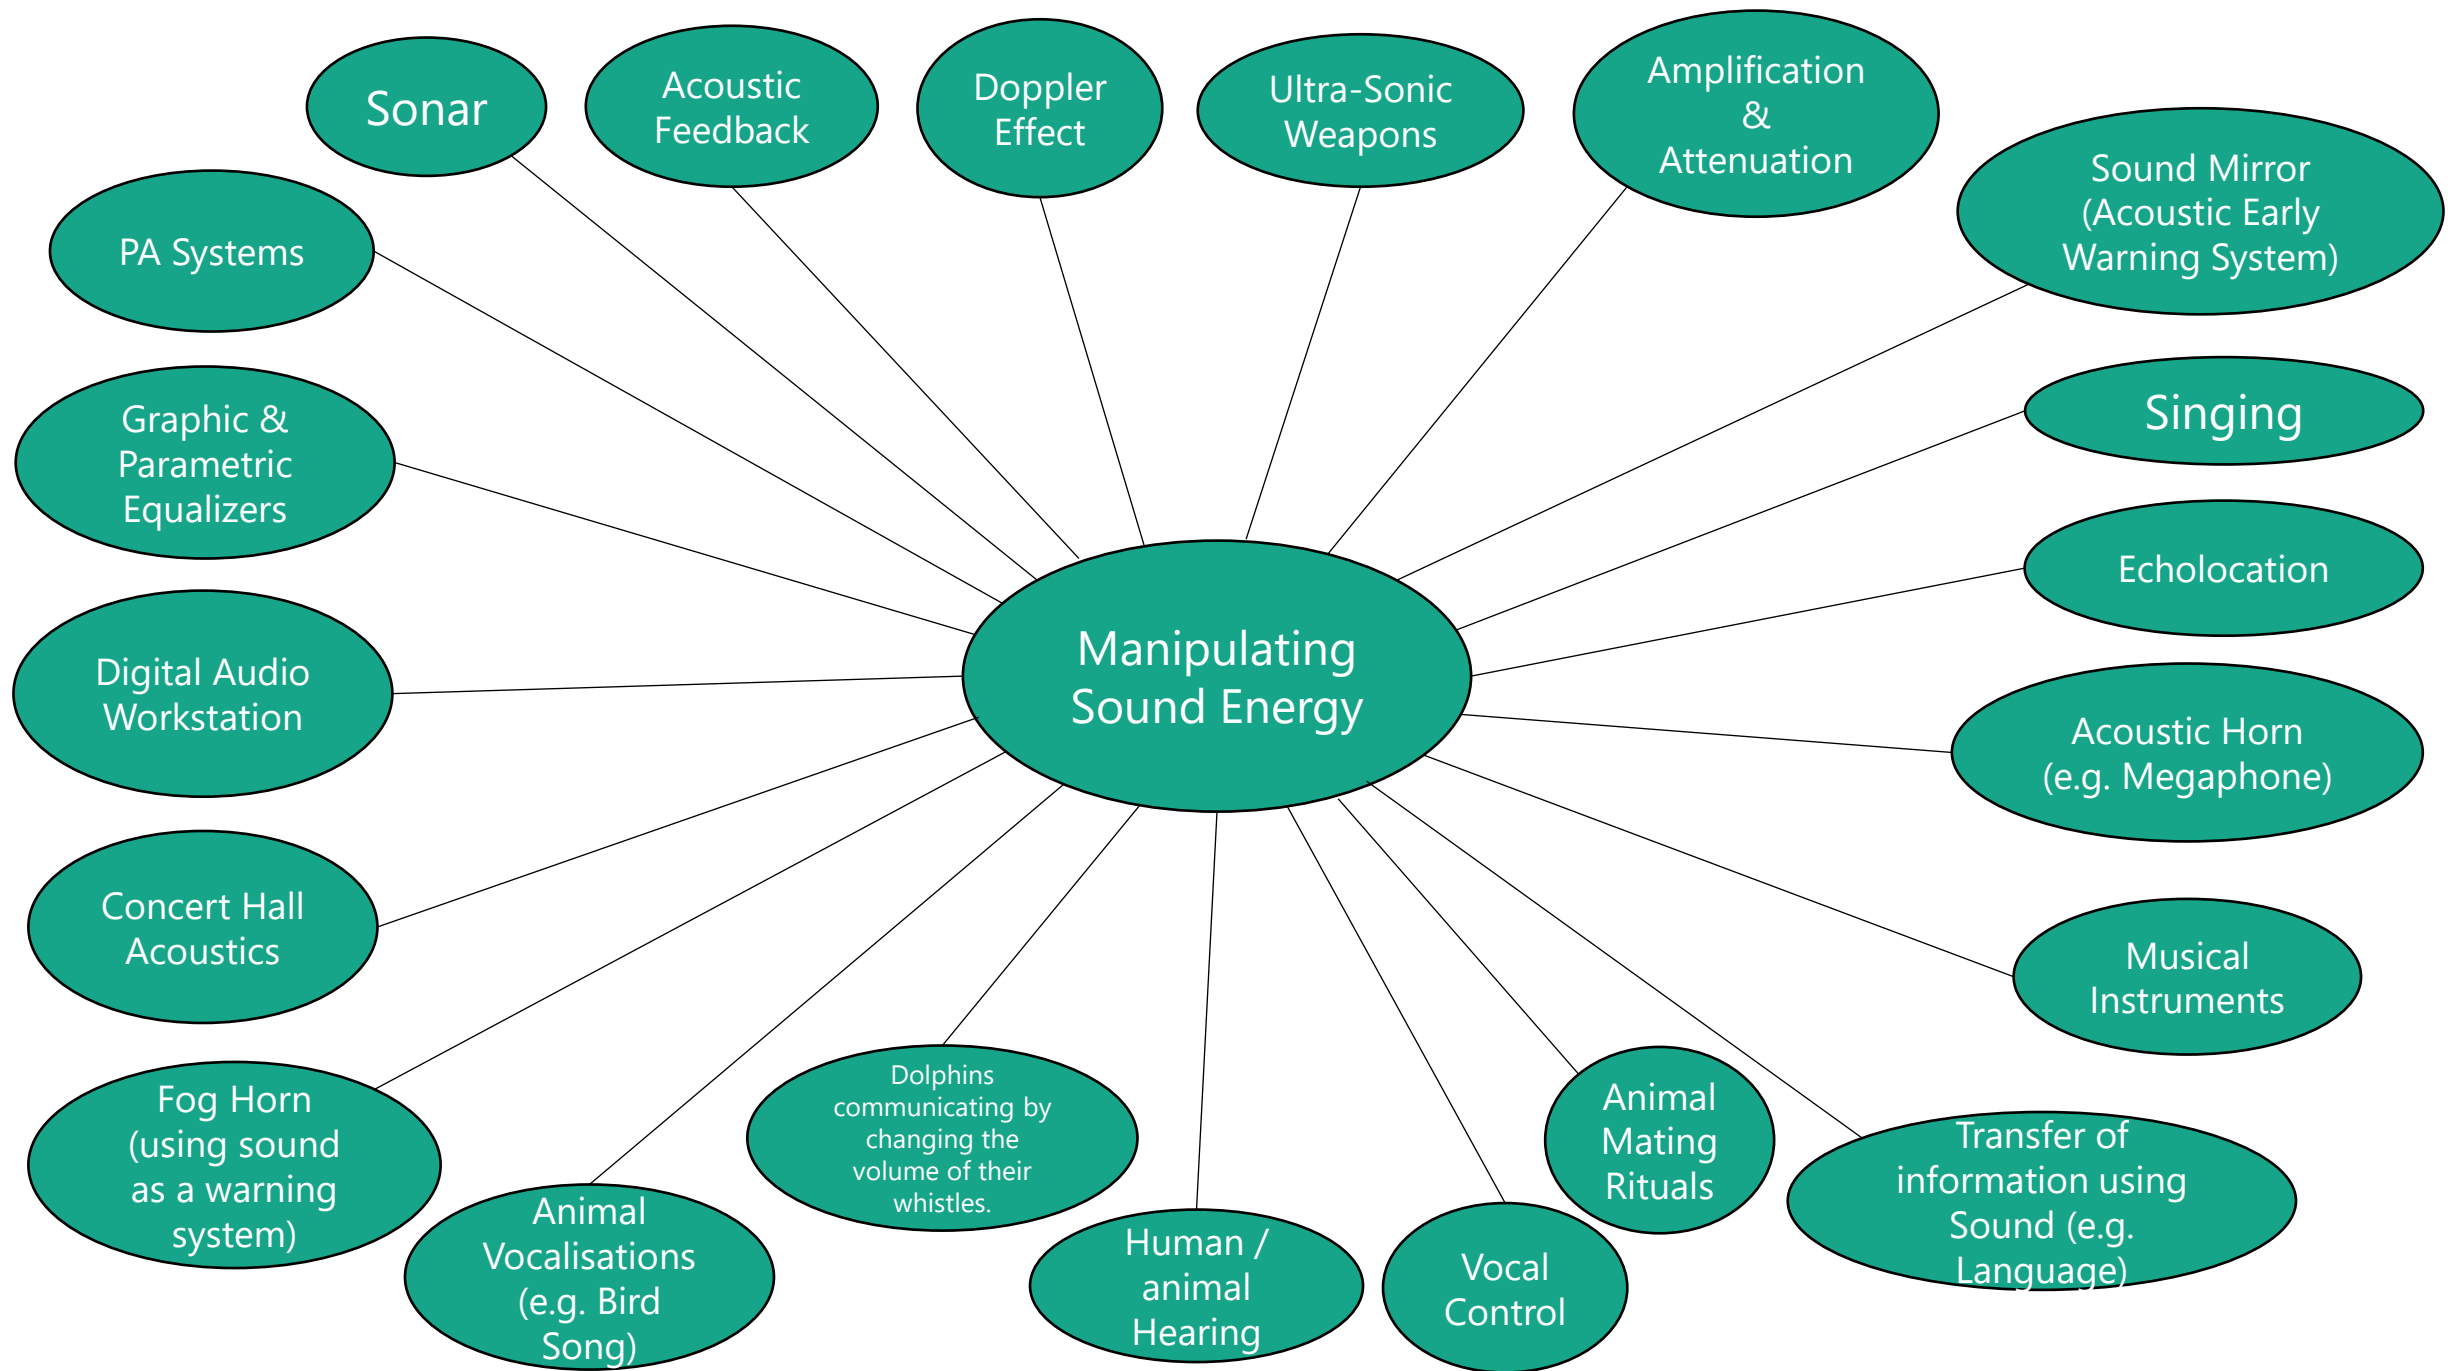 Sonar
Acoustic
Feedback
Doppler
Effect
Ultra-Sonic
Weapons
Amplification
&
Attenuation
Sound Mirror
(Acoustic Early
Warning System)
PA Systems
Graphic &
Parametric
Equalizers
Singing
Echolocation
Digital Audio
Workstation
Manipulating
Sound Energy
Acoustic Horn
(e.g. Megaphone)
Concert Hall
Acoustics
Musical
Instruments
Fog Horn
(using sound
as a warning
system)
Animal
Vocalisations
(e.g. Bird
Song)
Dolphins
communicating by
changing the
volume of their
whistles.
Human /
animal
Hearing
Vocal
Control
Animal
Mating
Rituals
Transfer of
information using
Sound (e.g.
Language)